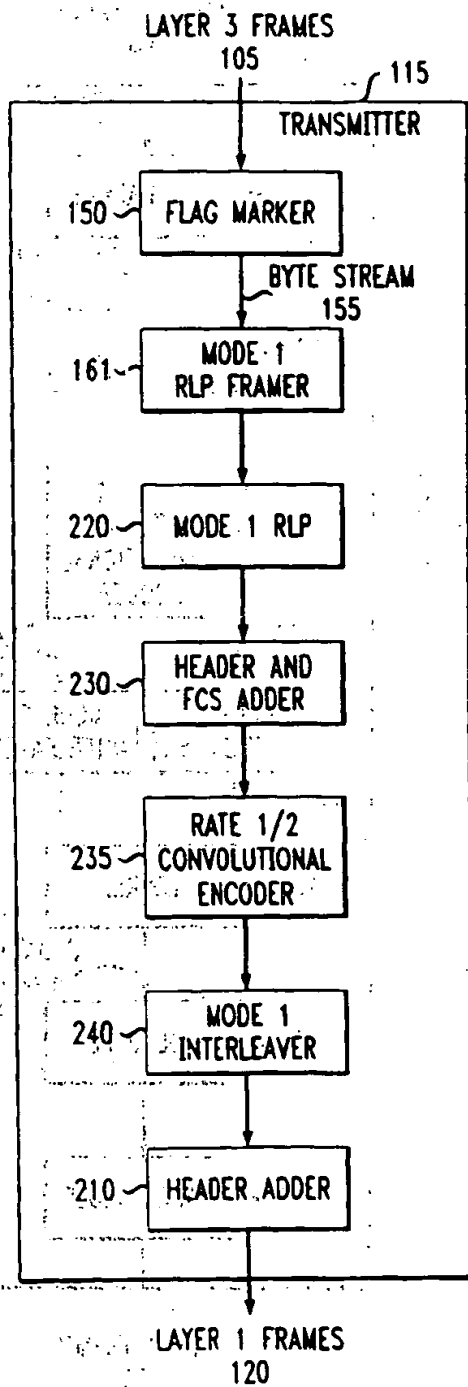 LAYER 3 FRAMES
105
115
TRANSMITTER
150
FLAG MARKER
BYTE STREAM
155
161
MODE 1
RLP FRAMER
220
MODE 1 RLP
230
HEADER AND
FCS ADDER
235
RATE 1/2
CONVOLUTIONAL
ENCODER
240
MODE 1
INTERLEAVER
210
HEADER ADDER
LAYER 1 FRAMES
120